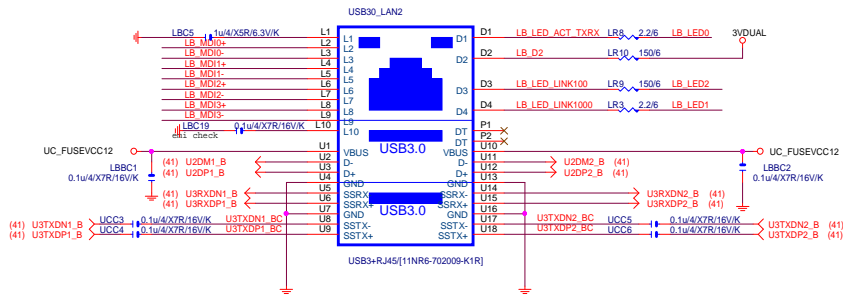 USB30_LAN2
LBC5 1u/4/X5R/6.3V/K L1 L1 D1 D1 LB_LED_ACT_TXRX LR8 2.2/6 LB_LED0 3VDUAL
LB_MDI0+ L2 L2
LB_MDI0- L3 L3 D2 D2 LB_D2 LR10 150/6
LB_MDI1+ L4 L4
LB_MDI1- L5 L5
LB_MDI2+ L6 L6 D3 D3 LB_LED_LINK100 LR9 150/6 LB_LED2
LB_MDI2- L7 L7
LB_MDI3+ L8 L8 D4 D4 LB_LED_LINK1000 LR3 2.2/6 LB_LED1
LB_MDI3- L9 L9
LBC19 0.1u/4/X7R/16V/K L10 L10 DT P1
emi check
DT P2
USB3.0
UC_FUSEVCC12 U1 VBUS VBUS U10 UC_FUSEVCC12
LBBC1 (41) U2DM1_B U2 D- D- U11 U2DM2_B (41) LBBC2
0.1u/4/X7R/16V/K (41) U2DP1_B U3 D+ D+ U12 U2DP2_B (41) 0.1u/4/X7R/16V/K
U4 GND GND U13
(41) U3RXDN1_B U5 SSRX- SSRX- U14 U3RXDN2_B (41)
(41) U3RXDP1_B U6 SSRX+ SSRX+ U15 U3RXDP2_B (41)
USB3.0
U7 GND GND U16
(41) U3TXDN1_B UCC3 0.1u/4/X7R/16V/K U3TXDN1_BC U8 SSTX- SSTX- U17 U3TXDN2_BC UCC5 0.1u/4/X7R/16V/K U3TXDN2_B (41)
(41) U3TXDP1_B UCC4 0.1u/4/X7R/16V/K U3TXDP1_BC U9 SSTX+ SSTX+ U18 U3TXDP2_BC UCC6 0.1u/4/X7R/16V/K U3TXDP2_B (41)
USB3+RJ45/[11NR6-702009-K1R]